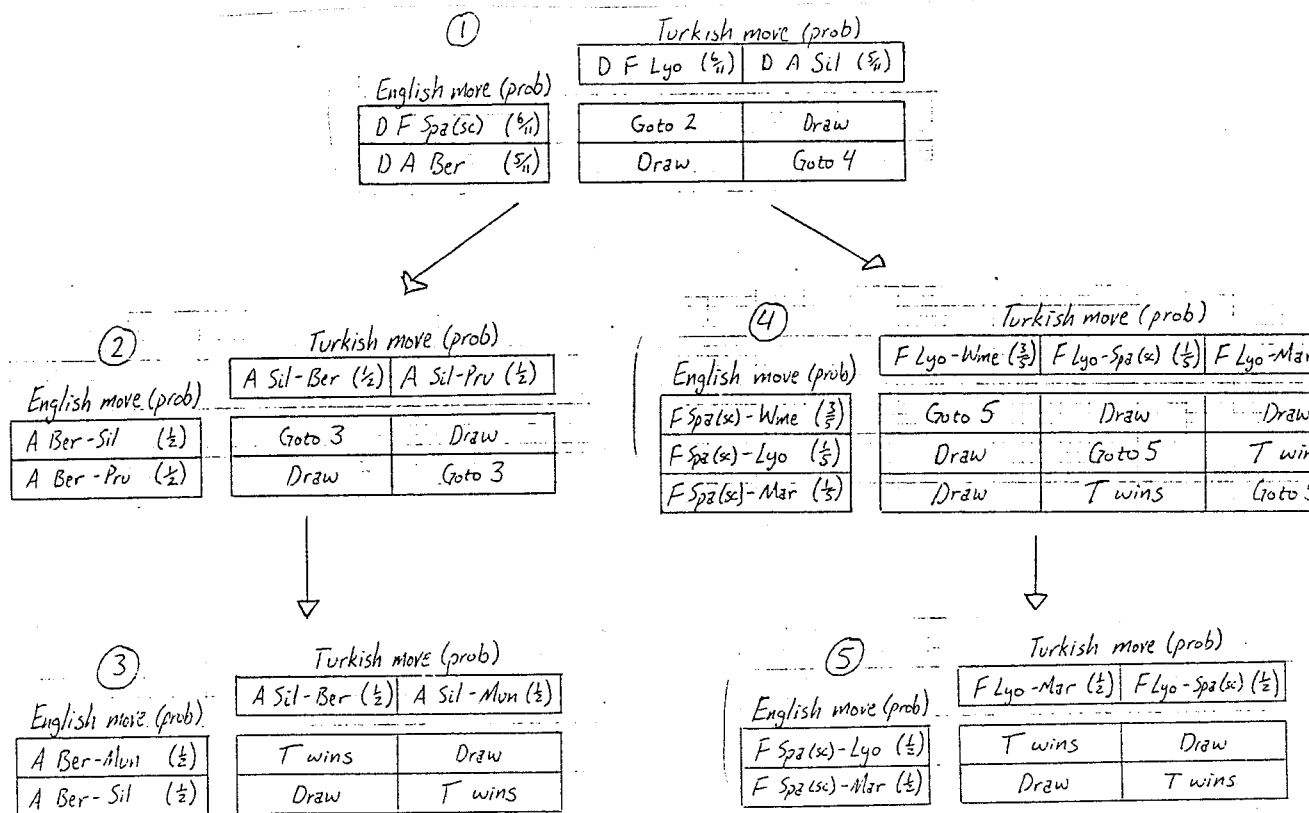 ①
Turkish move (prob)
D F Lyo (6/11) D A Sil (5/11)
English move (prob)
D F Spa(sc) (6/11) Goto 2 Draw
D A Ber (5/11) Draw Goto 4
②
Turkish move (prob)
A Sil-Ber (1/2) A Sil-Pru (1/2)
English move (prob)
A Ber-Sil (1/2) Goto 3 Draw
A Ber-Pru (1/2) Draw Goto 3
④
Turkish move (prob)
F Lyo-Wme (3/5) F Lyo-Spa(sc) (1/5) F Lyo-Mar
English move (prob)
F Spa(sc)-Wme (3/5) Goto 5 Draw Draw
F Spa(sc)-Lyo (1/5) Draw Goto 5 T win
F Spa(sc)-Mar (1/5) Draw T wins Goto
③
Turkish move (prob)
A Sil-Ber (1/2) A Sil-Mun (1/2)
English move (prob)
A Ber-Mun (1/2) T wins Draw
A Ber-Sil (1/2) Draw T wins
⑤
Turkish move (prob)
F Lyo-Mar (1/2) F Lyo-Spa(sc) (1/2)
English move (prob)
F Spa(sc)-Lyo (1/2) T wins Draw
F Spa(sc)-Mar (1/2) Draw T wins